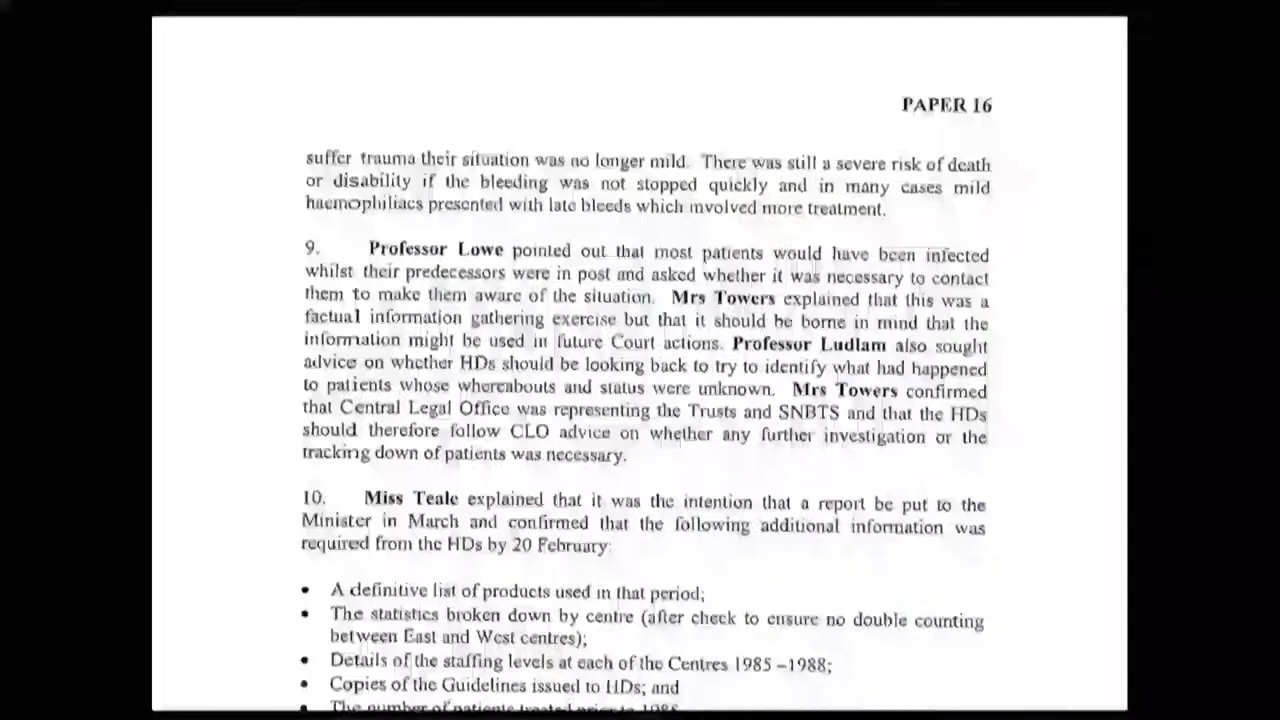 PAPER 16
suffer trauma their situation was no longer mild. There was still a severe risk of death
or disability if the bleeding was not stopped quickly and in many cases mild
haemophiliacs presented with late bleeds which involved more treatment.
9. Professor Lowe pointed out that most patients would have been infected
whilst their predecessors were in post and asked whether it was necessary to contact
them to make them aware of the situation. Mrs Towers explained that this was a
factual information gathering exercise but that it should be borne in mind that the
information might be used in future Court actions. Professor Ludlam also sought
advice on whether HDs should be looking back to try to identify what had happened
to patients whose whereabouts and status were unknown. Mrs Towers confirmed
that Central Legal Office was representing the Trusts and SNBTS and that the HDs
should therefore follow CLO advice on whether any further investigation or the
tracking down of patients was necessary.
10. Miss Teale explained that it was the intention that a report be put to the
Minister in March and confirmed that the following additional information was
required from the HDs by 20 February:
• A definitive list of products used in that period;
• The statistics broken down by centre (after check to ensure no double counting
between East and West centres);
• Details of the staffing levels at each of the Centres 1985 –1988;
• Copies of the Guidelines issued to HDs; and
• The number of patients treated prior to 1985